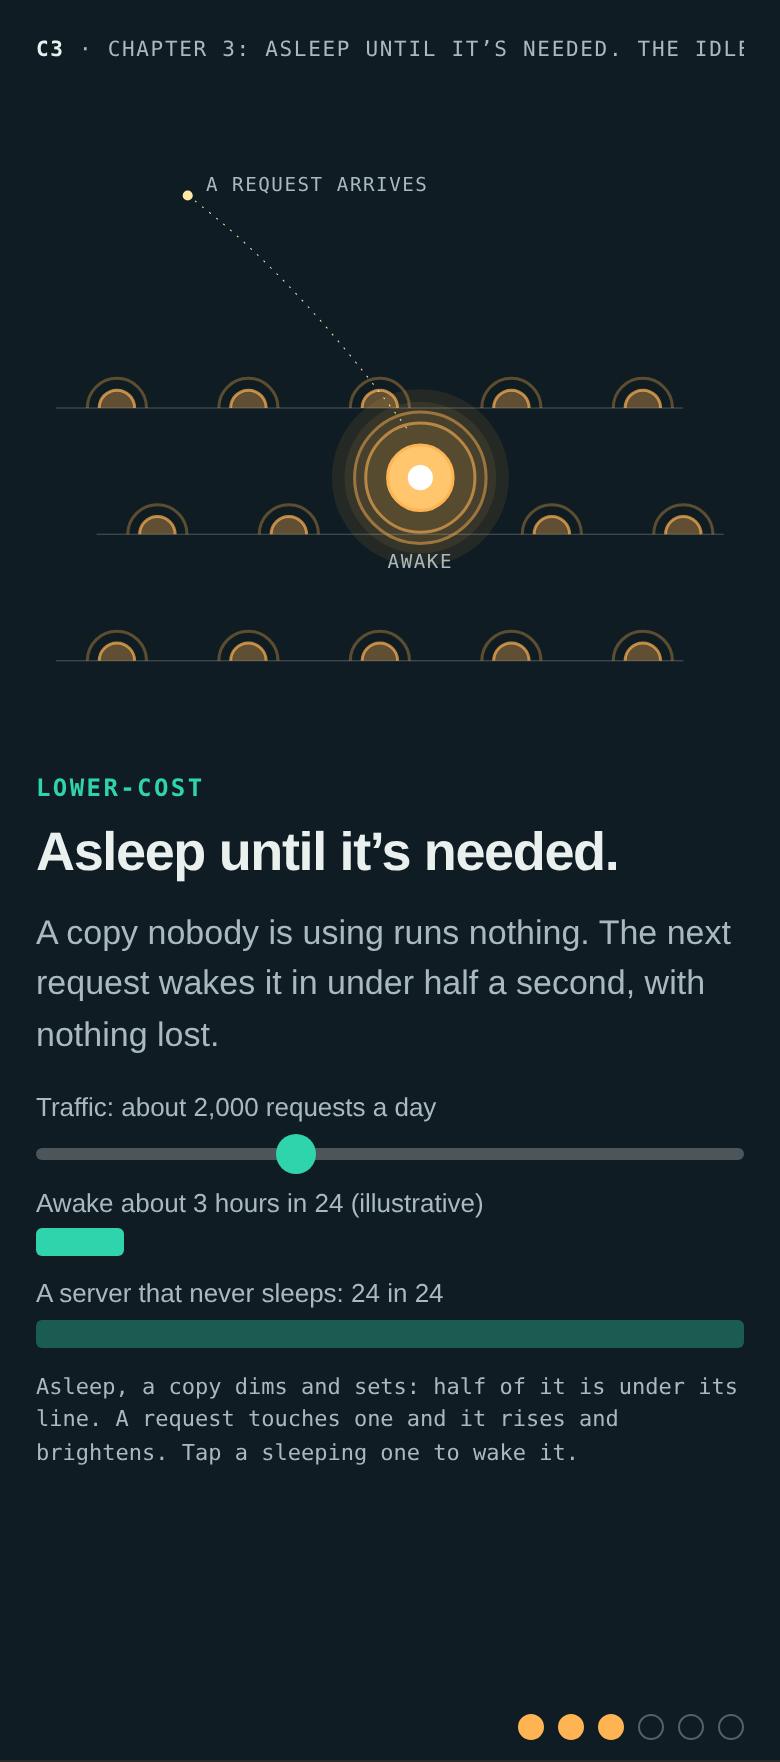 C3 · CHAPTER 3: ASLEEP UNTIL IT’S NEEDED. THE IDLE
A REQUEST ARRIVES
AWAKE
LOWER-COST
Asleep until it’s needed.
A copy nobody is using runs nothing. The next
request wakes it in under half a second, with
nothing lost.
Traffic: about 2,000 requests a day
Awake about 3 hours in 24 (illustrative)
A server that never sleeps: 24 in 24
Asleep, a copy dims and sets: half of it is under its
line. A request touches one and it rises and
brightens. Tap a sleeping one to wake it.